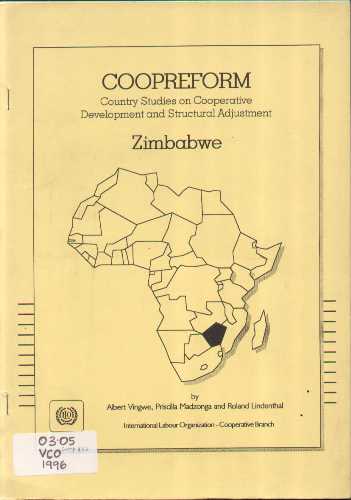 COOPREFORM
Country Studies on Cooperative
Development and Structural Adjustment
Zimbabwe
by
Albert Vingwe, Priscilla Madzonga and Roland Lindenthal
International Labour Organization - Cooperative Branch
03.05
VCO
1996